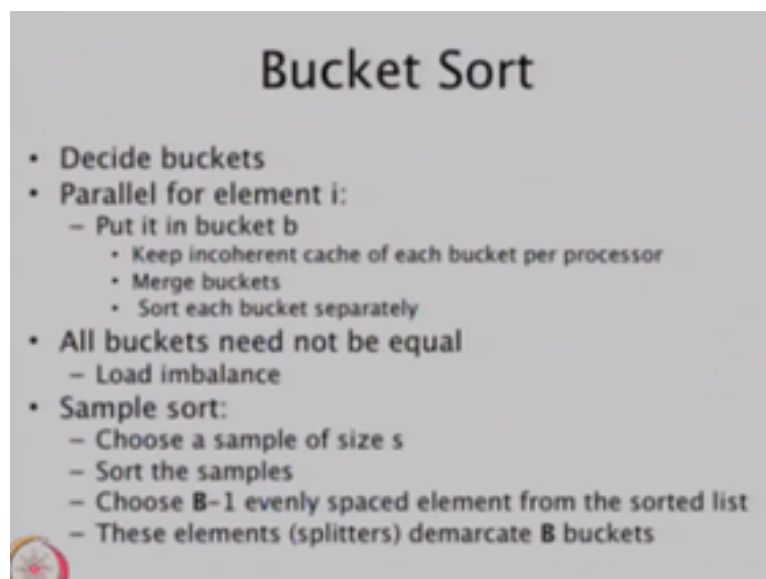 Bucket Sort
• Decide buckets
• Parallel for element i:
– Put it in bucket b
• Keep incoherent cache of each bucket per processor
• Merge buckets
• Sort each bucket separately
• All buckets need not be equal
– Load imbalance
• Sample sort:
– Choose a sample of size s
– Sort the samples
– Choose B-1 evenly spaced element from the sorted list
– These elements (splitters) demarcate B buckets